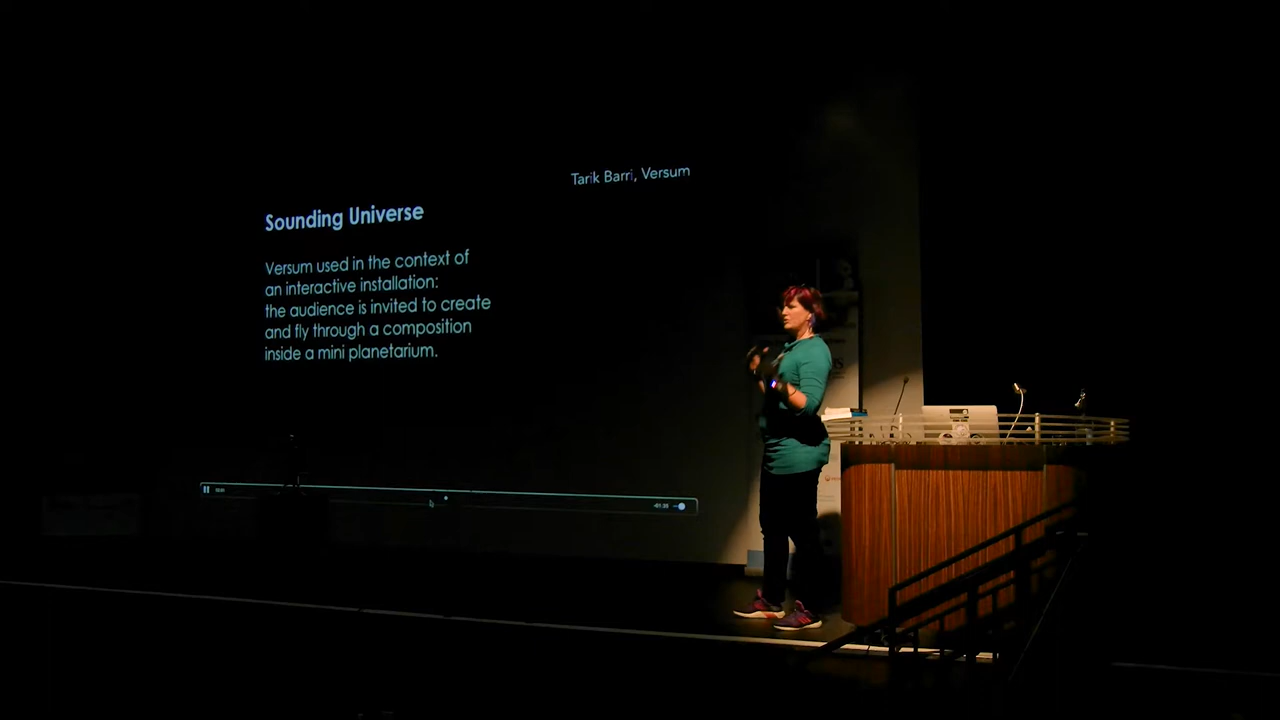 Tarik Barri, Versum
Sounding Universe
Versum used in the context of
an interactive installation:
the audience is invited to create
and fly through a composition
inside a mini planetarium.